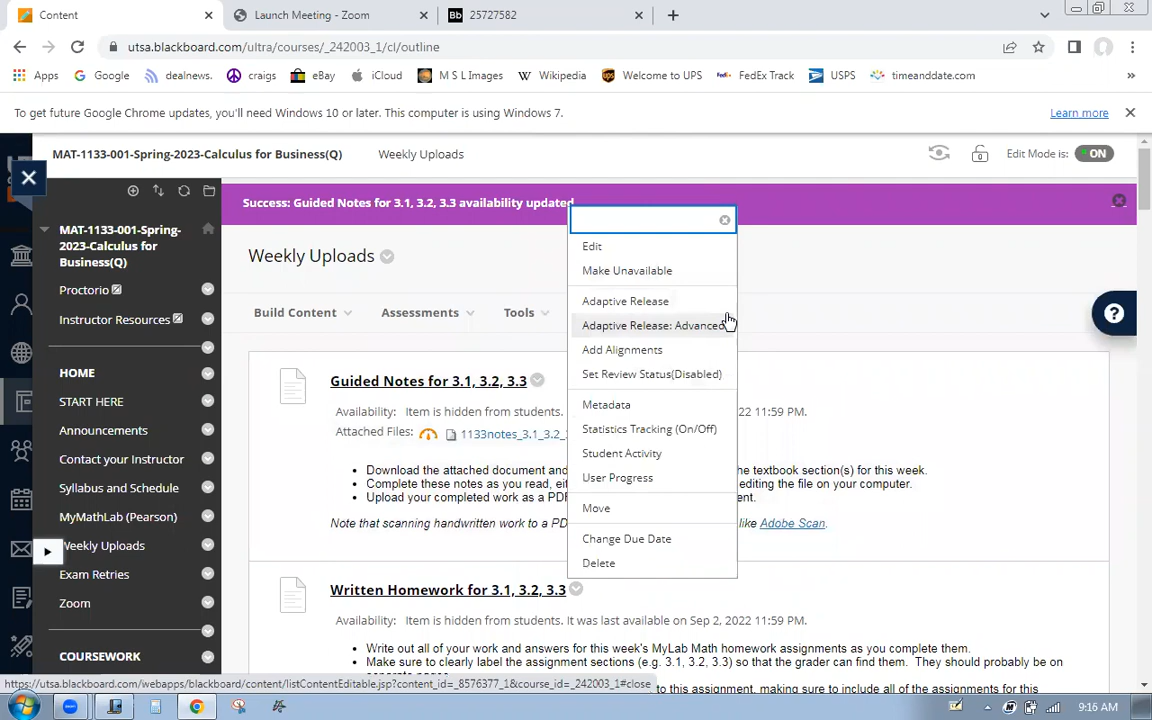 Content
Launch Meeting - Zoom
Bb 25727582
utsa.blackboard.com/ultra/courses/_242003_1/cl/outline
Apps Google dealnews. craigs eBay iCloud M S L Images Wikipedia Welcome to UPS FedEx Track USPS timeanddate.com »
To get future Google Chrome updates, you'll need Windows 10 or later. This computer is using Windows 7. Learn more
MAT-1133-001-Spring-2023-Calculus for Business(Q) Weekly Uploads Edit Mode is: ON
Success: Guided Notes for 3.1, 3.2, 3.3 availability updated
MAT-1133-001-Spring-
2023-Calculus for
Business(Q)
Proctorio
Instructor Resources
HOME
START HERE
Announcements
Contact your Instructor
Syllabus and Schedule
MyMathLab (Pearson)
Weekly Uploads
Exam Retries
Zoom
COURSEWORK
Weekly Uploads
Build Content Assessments Tools
Edit
Make Unavailable
Adaptive Release
Adaptive Release: Advanced
Add Alignments
Set Review Status(Disabled)
Metadata
Statistics Tracking (On/Off)
Student Activity
User Progress
Move
Change Due Date
Delete
Guided Notes for 3.1, 3.2, 3.3
Availability: Item is hidden from students. 22 11:59 PM.
Attached Files: 1133notes_3.1_3.2_
Download the attached document and the textbook section(s) for this week.
Complete these notes as you read, eit editing the file on your computer.
Upload your completed work as a PDF ent.
Note that scanning handwritten work to a PD like Adobe Scan.
Written Homework for 3.1, 3.2, 3.3
Availability: Item is hidden from students. It was last available on Sep 2, 2022 11:59 PM.
Write out all of your work and answers for this week's MyLab Math homework assignments as you complete them.
Make sure to clearly label the assignment sections (e.g. 3.1, 3.2, 3.3) so that the grader can find them. They should probably be on
to this assignment, making sure to include all of the assignments for this
https://utsa.blackboard.com/webapps/blackboard/content/listContentEditable.jsp?content_id=_8576377_1&course_id=_242003_1#close
9:16 AM